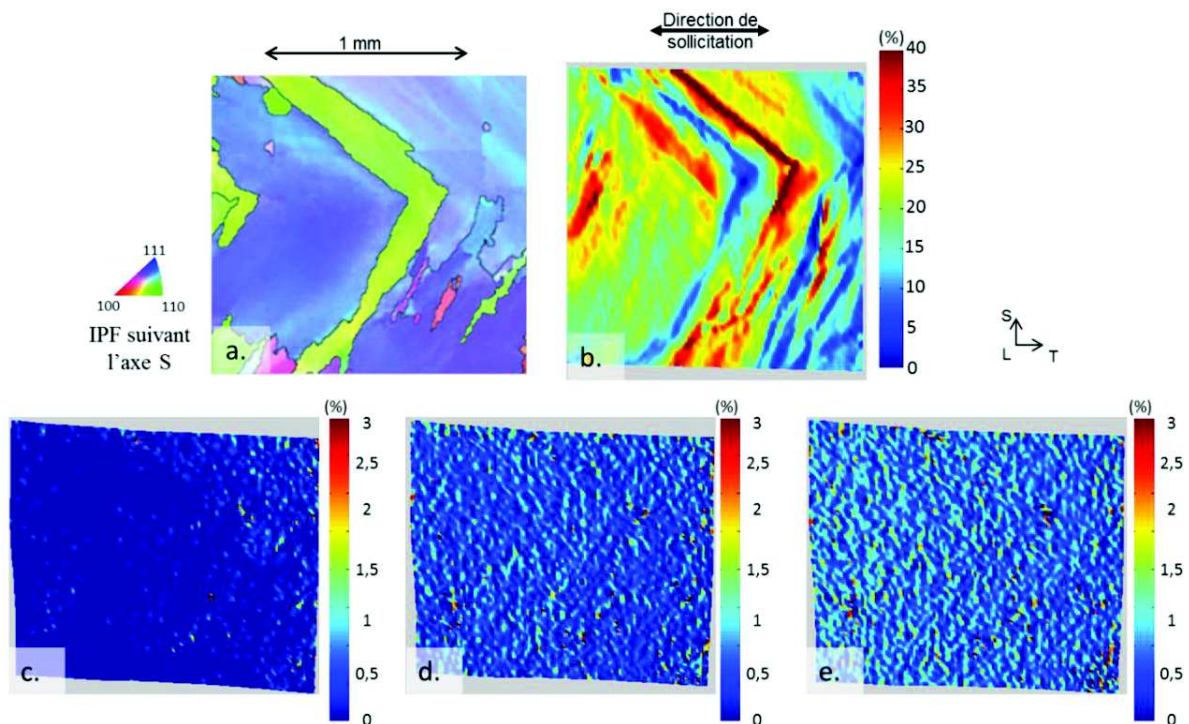 1 mm
Direction de
sollicitation
(%)
40
35
30
25
20
15
10
5
0
111
100
110
IPF suivant
l'axe S
a.
b.
S
L
T
(%)
3
2,5
2
1,5
1
0,5
0
c.
(%)
3
2,5
2
1,5
1
0,5
0
d.
(%)
3
2,5
2
1,5
1
0,5
0
e.